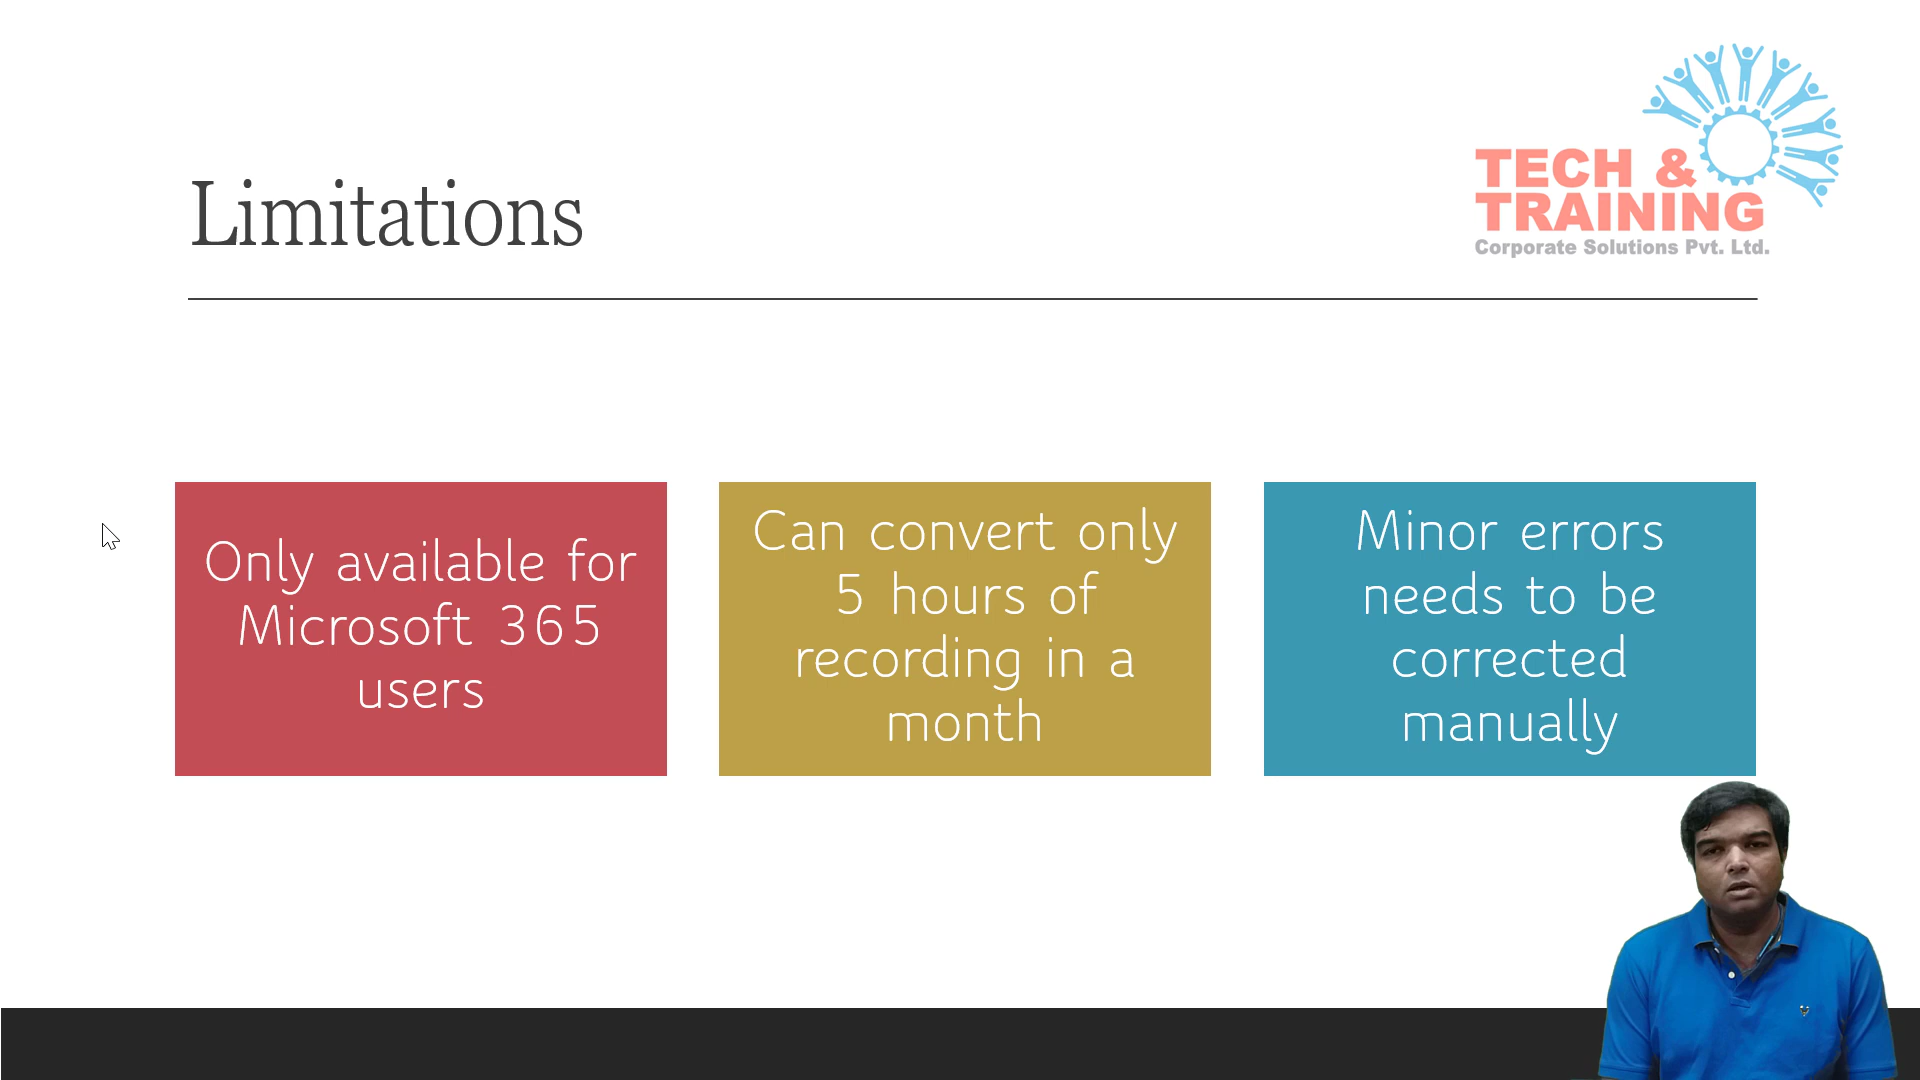 TECH &
TRAINING
Corporate Solutions Pvt. Ltd.
Limitations
Only available for
Microsoft 365
users
Can convert only
5 hours of
recording in a
month
Minor errors
needs to be
corrected
manually